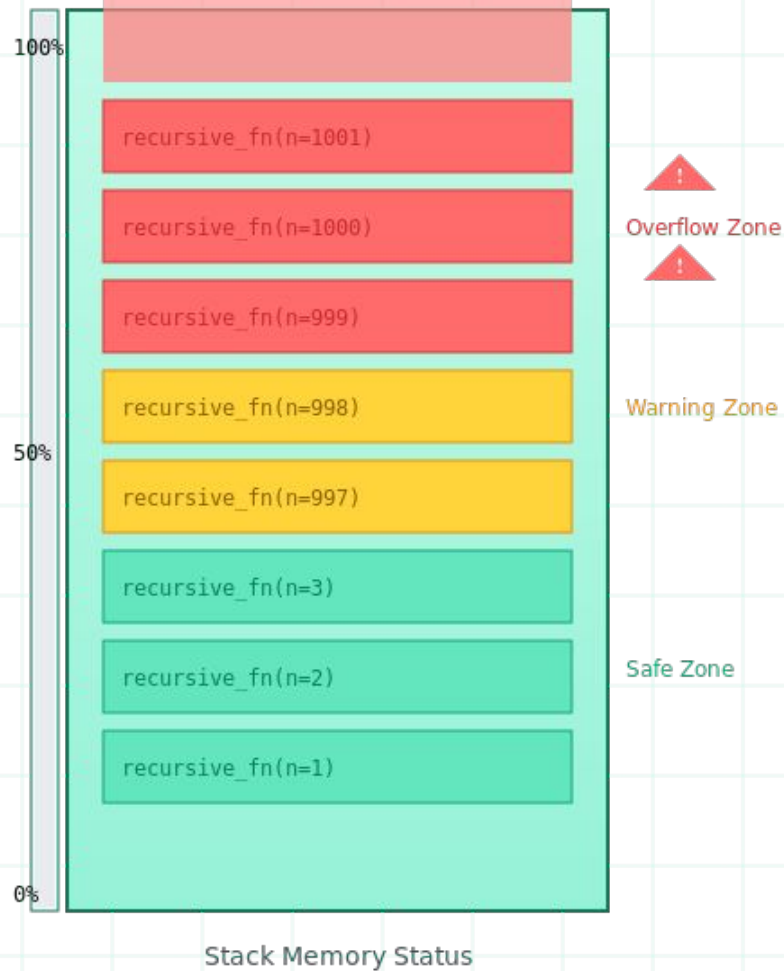 100%
recursive_fn(n=1001)
!
recursive_fn(n=1000)
Overflow Zone
!
recursive_fn(n=999)
recursive_fn(n=998)
Warning Zone
50%
recursive_fn(n=997)
recursive_fn(n=3)
recursive_fn(n=2)
Safe Zone
recursive_fn(n=1)
0%
Stack Memory Status